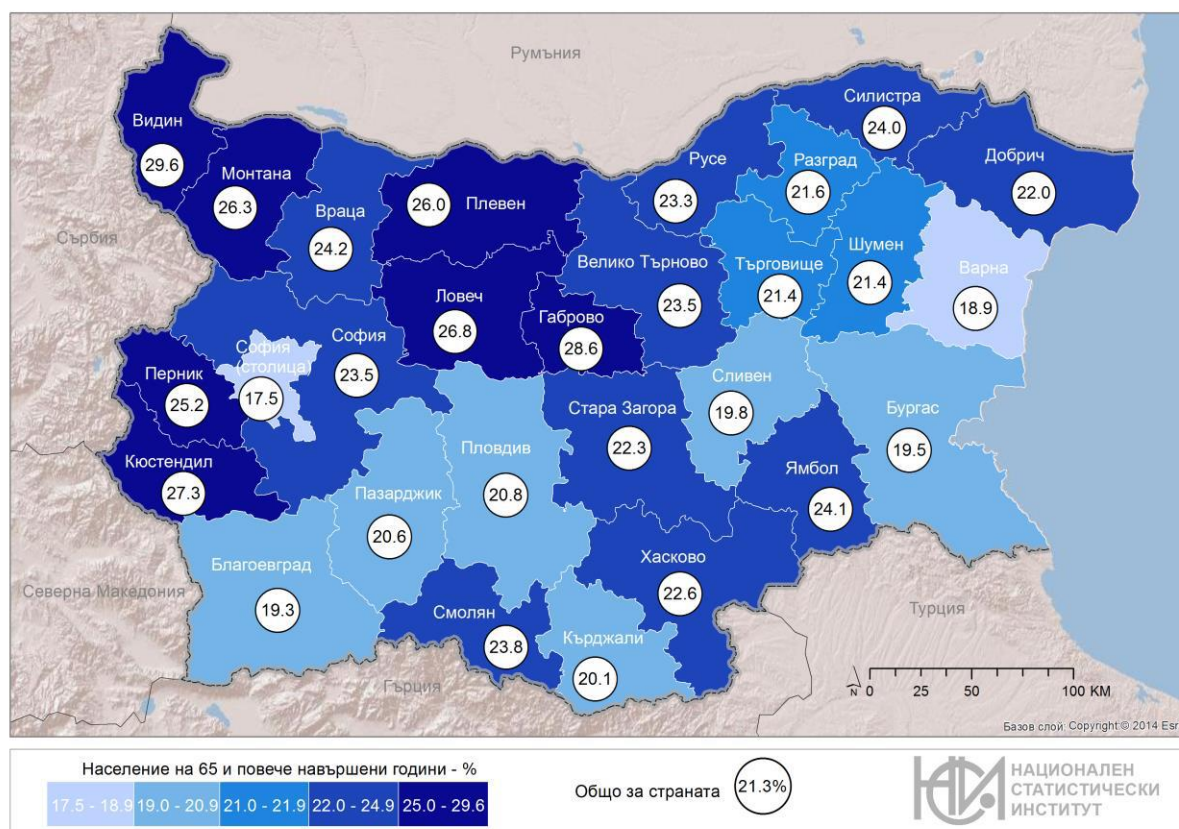 Румъния
Силистра
24.0
Видин
29.6
Монтана
26.3
Враца
24.2
26.0
Плевен
Русе
23.3
Разград
21.6
Добрич
22.0
Сърбия
Велико Търново
23.5
Търговище
21.4
Шумен
21.4
Варна
18.9
Ловеч
26.8
Габрово
28.6
София
(столица)
17.5
София
23.5
Перник
25.2
Сливен
19.8
Стара Загора
22.3
Бургас
19.5
Кюстендил
27.3
Пазарджик
20.6
Пловдив
20.8
Ямбол
24.1
Благоевград
19.3
Северна Македония
Хасково
22.6
Смолян
23.8
Кърджали
20.1
Турция
Гърция
N
0 25 50 100 KM
Базов слой: Copyright © 2014 Esr
Население на 65 и повече навършени години - %
17.5 - 18.9 19.0 - 20.9 21.0 - 21.9 22.0 - 24.9 25.0 - 29.6
Общо за страната 21.3%
НСИ
НАЦИОНАЛЕН
СТАТИСТИЧЕСКИ
ИНСТИТУТ